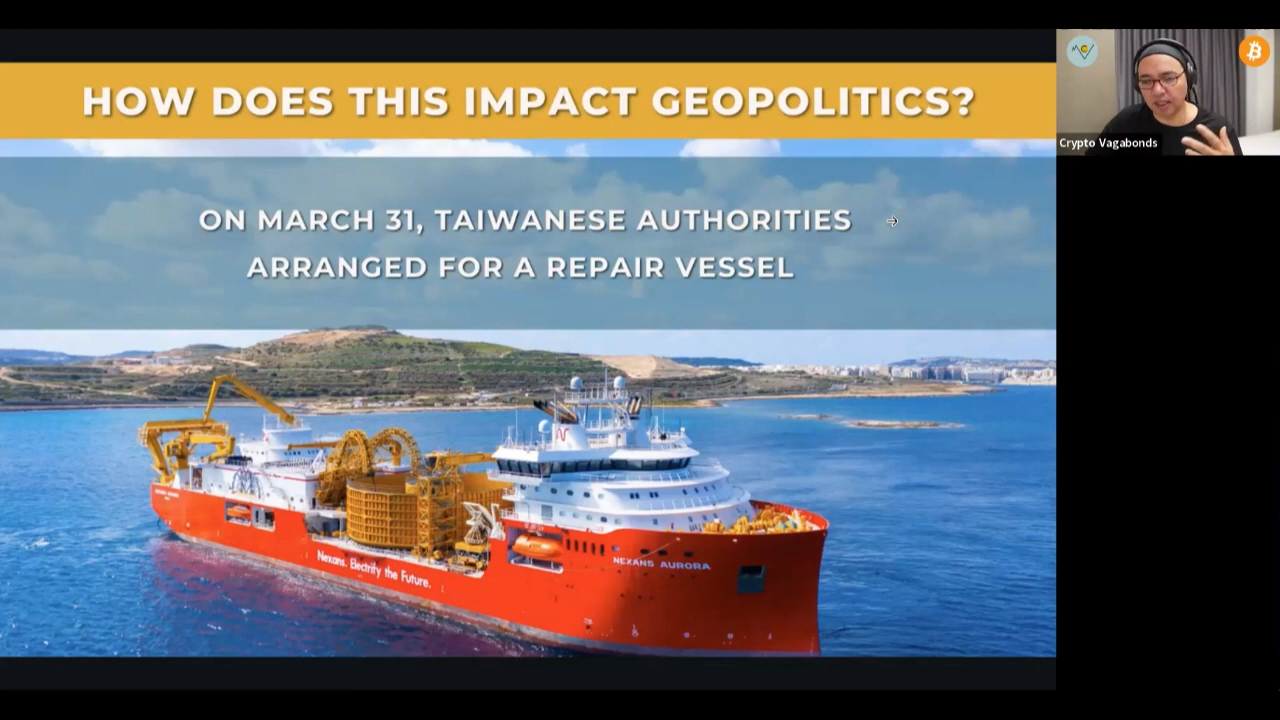 HOW DOES THIS IMPACT GEOPOLITICS?
ON MARCH 31, TAIWANESE AUTHORITIES
ARRANGED FOR A REPAIR VESSEL
Crypto Vagabonds
Nexans. Electrify the Future.
NEXANS AURORA